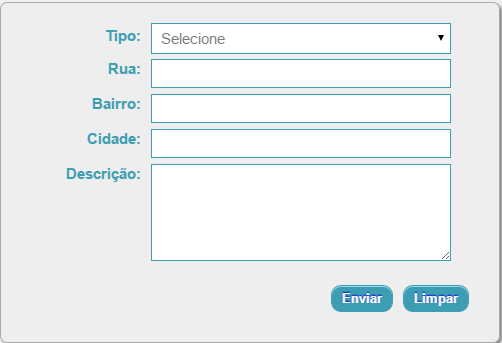 Tipo: Selecione
Rua:
Bairro:
Cidade:
Descrição:
Enviar Limpar